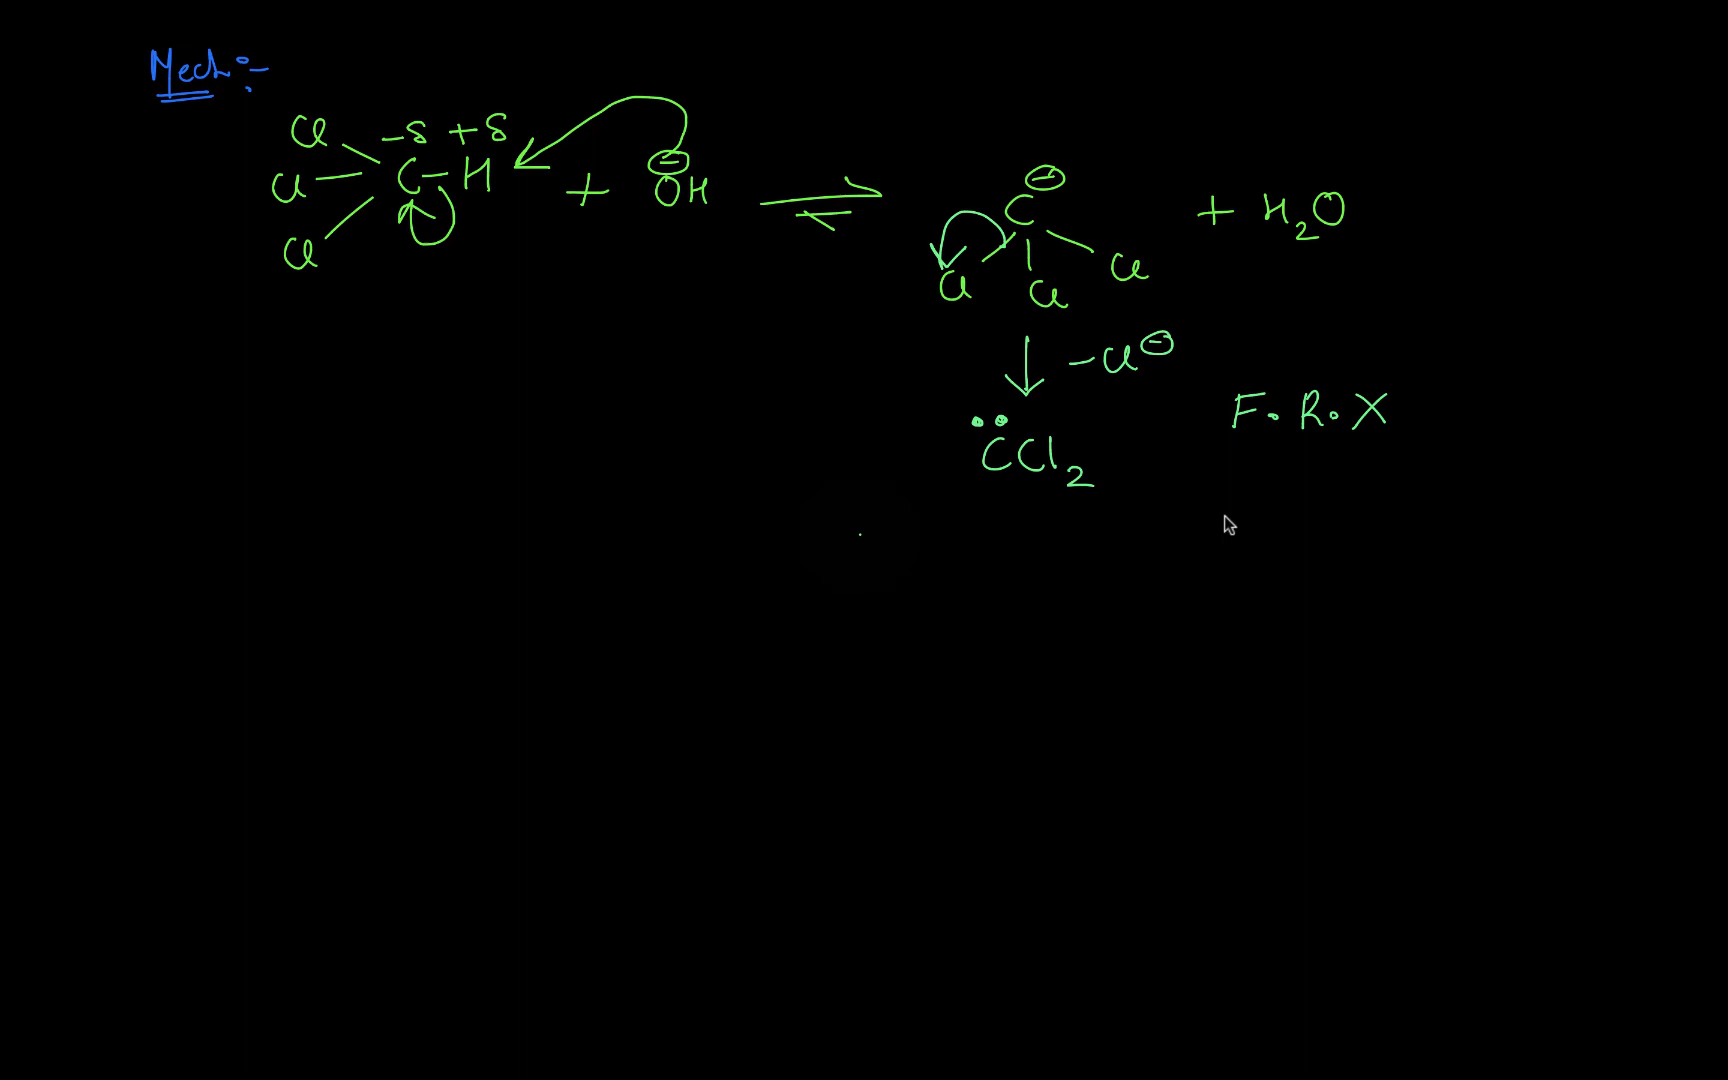 Mech :-
Cl -δ +δ
Cl C-H + ⊖OH ⇌ C⊖ + H2O
Cl
Cl Cl Cl
↓ -Cl⊖
F.R.X
:CCl2